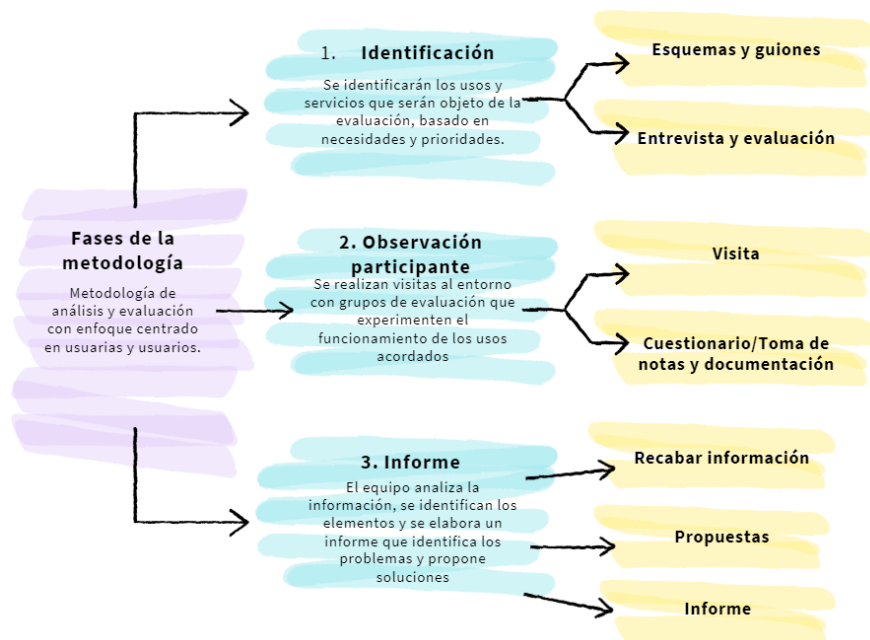 Fases de la
metodología
Metodología de
análisis y evaluación
con enfoque centrado
en usuarias y usuarios.
1. Identificación
Se identificarán los usos y
servicios que serán objeto de la
evaluación, basado en
necesidades y prioridades.
Esquemas y guiones
Entrevista y evaluación
2. Observación
participante
Se realizan visitas al entorno
con grupos de evaluación que
experimenten el
funcionamiento de los usos
acordados
Visita
Cuestionario/Toma de
notas y documentación
3. Informe
El equipo analiza la
información, se identifican los
elementos y se elabora un
informe que identifica los
problemas y propone
soluciones
Recabar información
Propuestas
Informe